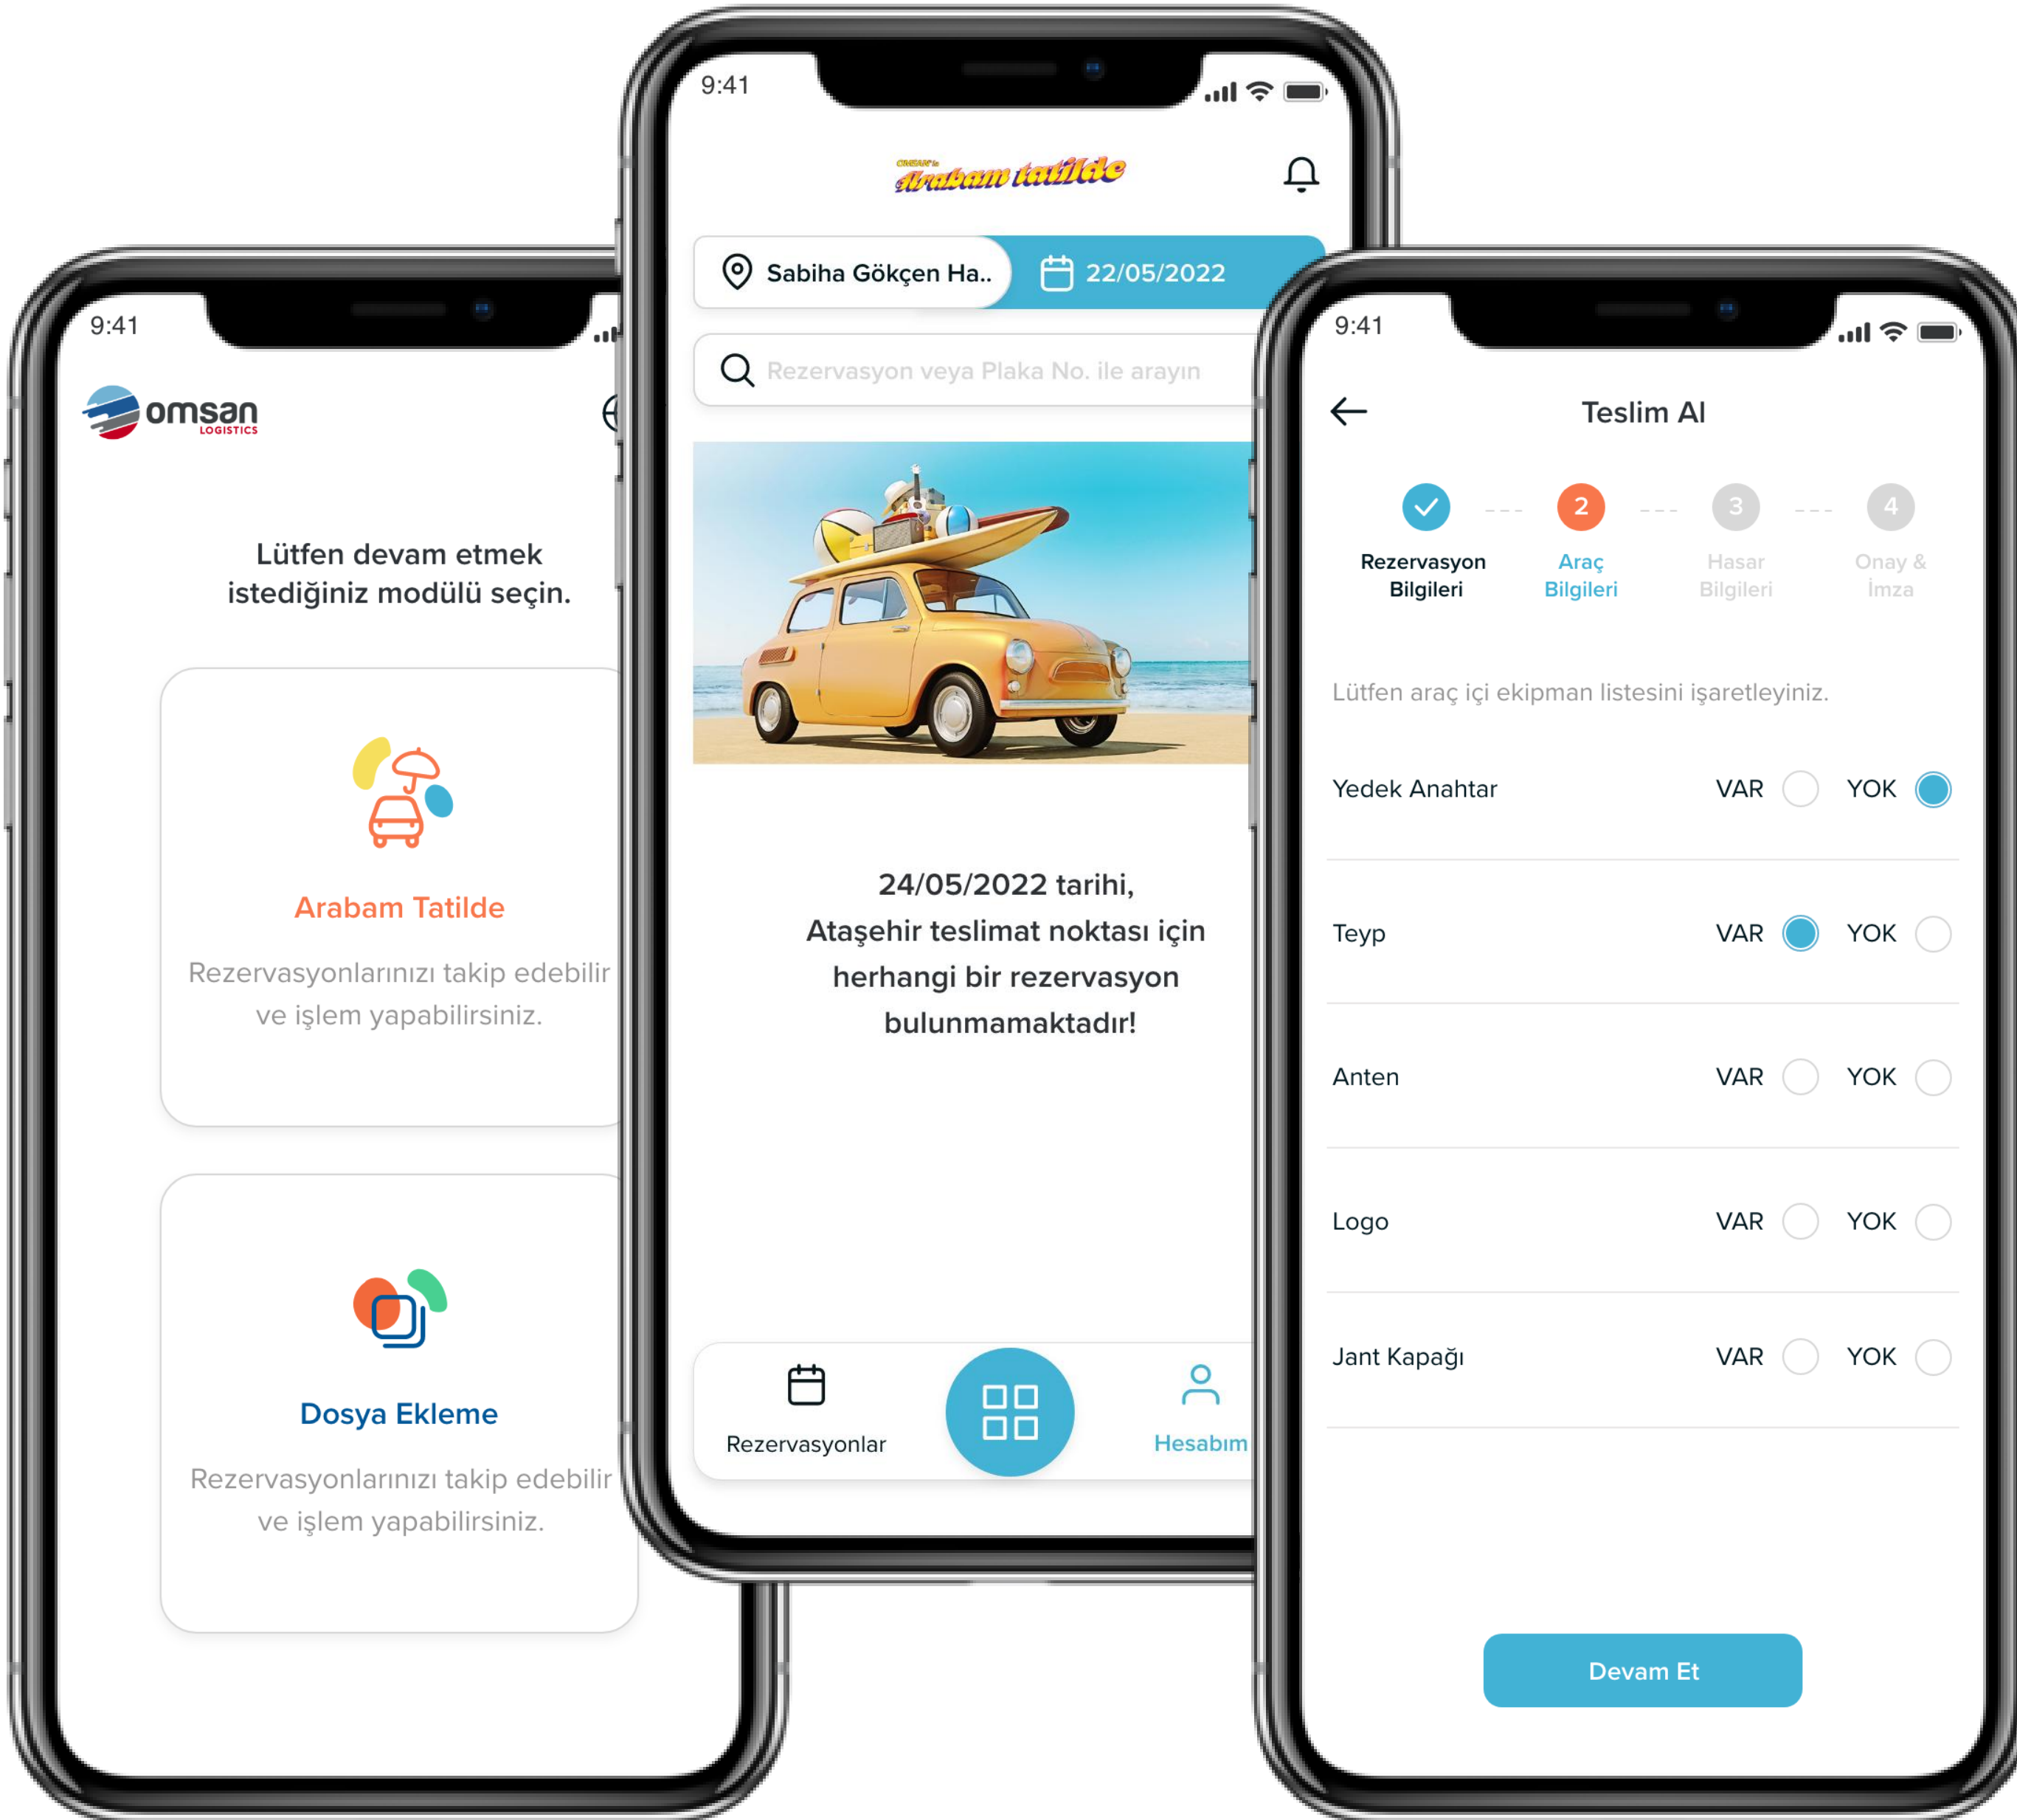 9:41
omsan
LOGISTICS
Lütfen devam etmek
istediğiniz modülü seçin.
Arabam Tatilde
Rezervasyonlarınızı takip edebilir
ve işlem yapabilirsiniz.
Dosya Ekleme
Rezervasyonlarınızı takip edebilir
ve işlem yapabilirsiniz.
9:41
OMSAN'la
Arabam tatilde
Sabiha Gökçen Ha..
22/05/2022
Rezervasyon veya Plaka No. ile arayın
24/05/2022 tarihi,
Ataşehir teslimat noktası için
herhangi bir rezervasyon
bulunmamaktadır!
Rezervasyonlar
Hesabım
9:41
Teslim Al
2
3
4
Rezervasyon
Bilgileri
Araç
Bilgileri
Hasar
Bilgileri
Onay &
İmza
Lütfen araç içi ekipman listesini işaretleyiniz.
Yedek Anahtar VAR YOK
Teyp VAR YOK
Anten VAR YOK
Logo VAR YOK
Jant Kapağı VAR YOK
Devam Et